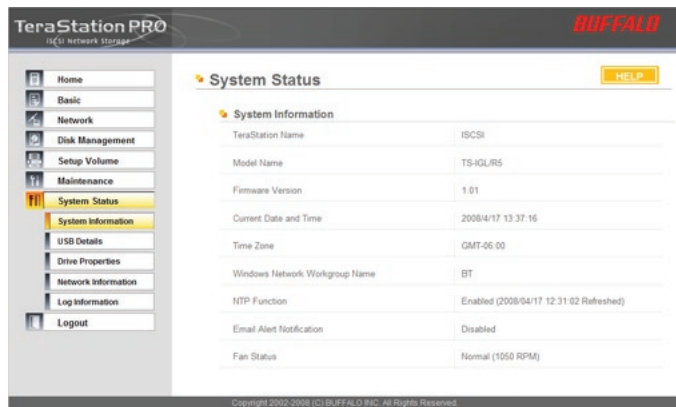 TeraStation PRO
iSCSI Network Storage
BUFFALO
Home
Basic
Network
Disk Management
Setup Volume
Maintenance
System Status
System Information
USB Details
Drive Properties
Network Information
Log Information
Logout
System Status
HELP
System Information
TeraStation Name ISCSI
Model Name TS-IGL/R5
Firmware Version 1.01
Current Date and Time 2008/4/17 13:37:16
Time Zone GMT-06:00
Windows Network Workgroup Name BT
NTP Function Enabled (2008/04/17 12:31:02 Refreshed)
Email Alert Notification Disabled
Fan Status Normal (1050 RPM)
Copyright 2002-2008 (C) BUFFALO INC. All Rights Reserved.